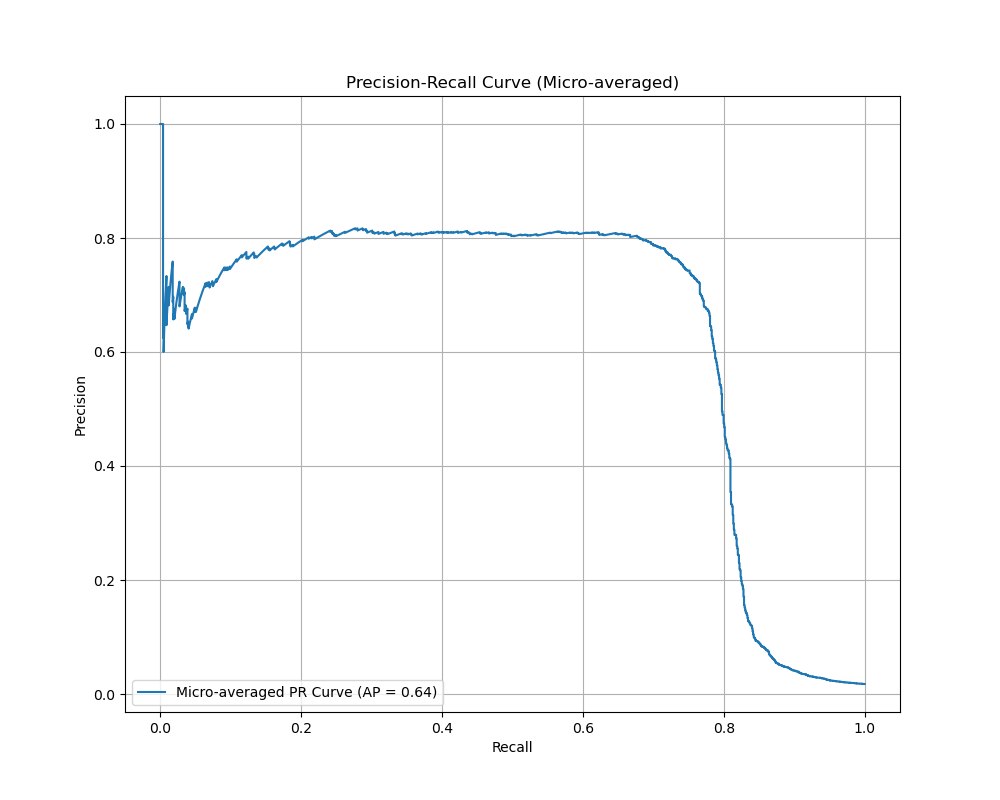 Precision-Recall Curve (Micro-averaged)
1.0
0.8
0.6
0.4
0.2
0.0
Precision
Micro-averaged PR Curve (AP = 0.64)
0.0 0.2 0.4 0.6 0.8 1.0
Recall